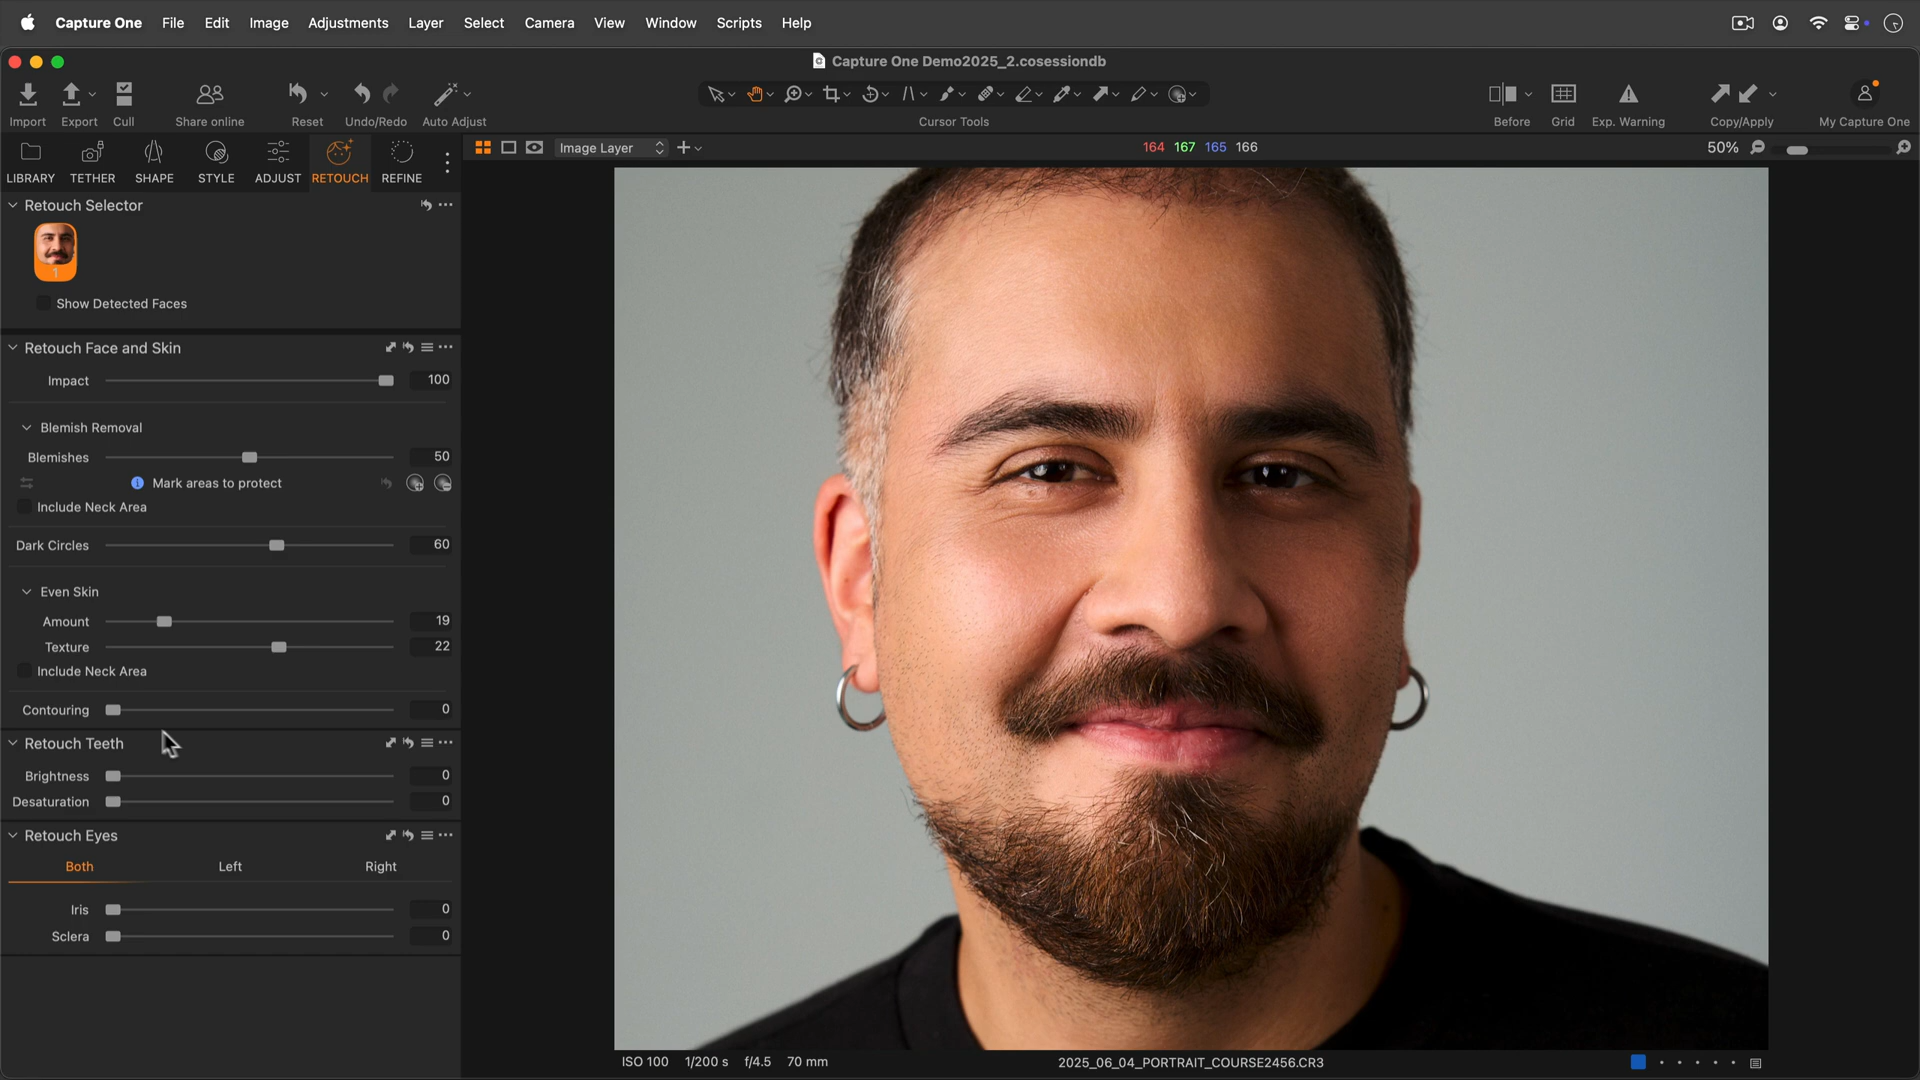 Capture One File Edit Image Adjustments Layer Select Camera View Window Scripts Help
Capture One Demo2025_2.cosessiondb
Import Export Cull Share online Reset Undo/Redo Auto Adjust Cursor Tools Before Grid Exp. Warning Copy/Apply My Capture One
LIBRARY TETHER SHAPE STYLE ADJUST RETOUCH REFINE
Image Layer 164 167 165 166 50%
Retouch Selector
1
Show Detected Faces
Retouch Face and Skin
Impact 100
Blemish Removal
Blemishes 50
Mark areas to protect
Include Neck Area
Dark Circles 60
Even Skin
Amount 19
Texture 22
Include Neck Area
Contouring 0
Retouch Teeth
Brightness 0
Desaturation 0
Retouch Eyes
Both Left Right
Iris 0
Sclera 0
ISO 100 1/200 s f/4.5 70 mm 2025_06_04_PORTRAIT_COURSE2456.CR3